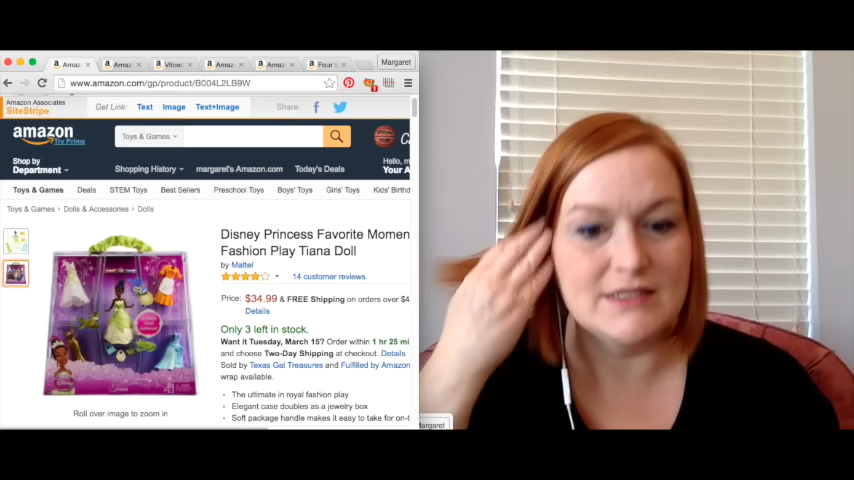 Amaz
Amaz
Vilca
Amaz
Amaz
Four
Margaret
www.amazon.com/gp/product/B004L2LB9W
Amazon Associates
SiteStripe
Get Link: Text Image Text+Image Share:
amazon
Try Prime
Toys & Games
Shop by
Department
Shopping History margaret's Amazon.com Today's Deals
Hello, m
Your A
Toys & Games Deals STEM Toys Best Sellers Preschool Toys Boys' Toys Girls' Toys Kids' Birthd
Toys & Games › Dolls & Accessories › Dolls
Disney Princess Favorite Momen
Fashion Play Tiana Doll
by Mattel
14 customer reviews
Price: $34.99 & FREE Shipping on orders over $4
Details
Only 3 left in stock.
Want it Tuesday, March 15? Order within 1 hr 25 mi
and choose Two-Day Shipping at checkout. Details
Sold by Texas Gal Treasures and Fulfilled by Amazon
wrap available.
• The ultimate in royal fashion play
• Elegant case doubles as a jewelry box
• Soft package handle makes it easy to take for on-t
Roll over image to zoom in
Margaret